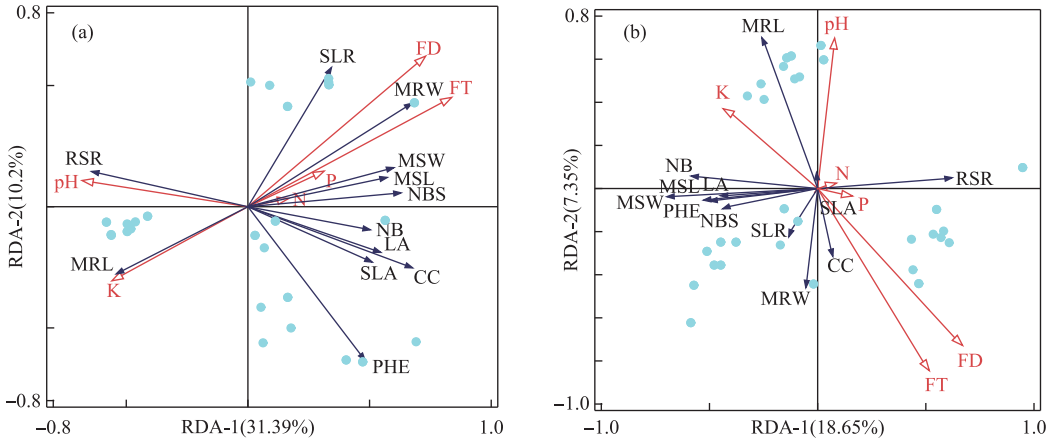 0.8
(a)
FD
SLR
FT
MRW
RSR
MSW
MSL
P
pH
NBS
N
NB
LA
SLA
CC
MRL
K
PHE
−0.8
−0.8
1.0
RDA-1(31.39%)
RDA-2(10.2%)
0.8
(b)
MRL
pH
K
NB
N
RSR
MSL
LA
MSW
PHE
P
SLA
NBS
SLR
CC
MRW
FD
FT
−1.0
−1.0
1.0
RDA-1(18.65%)
RDA-2(7.35%)